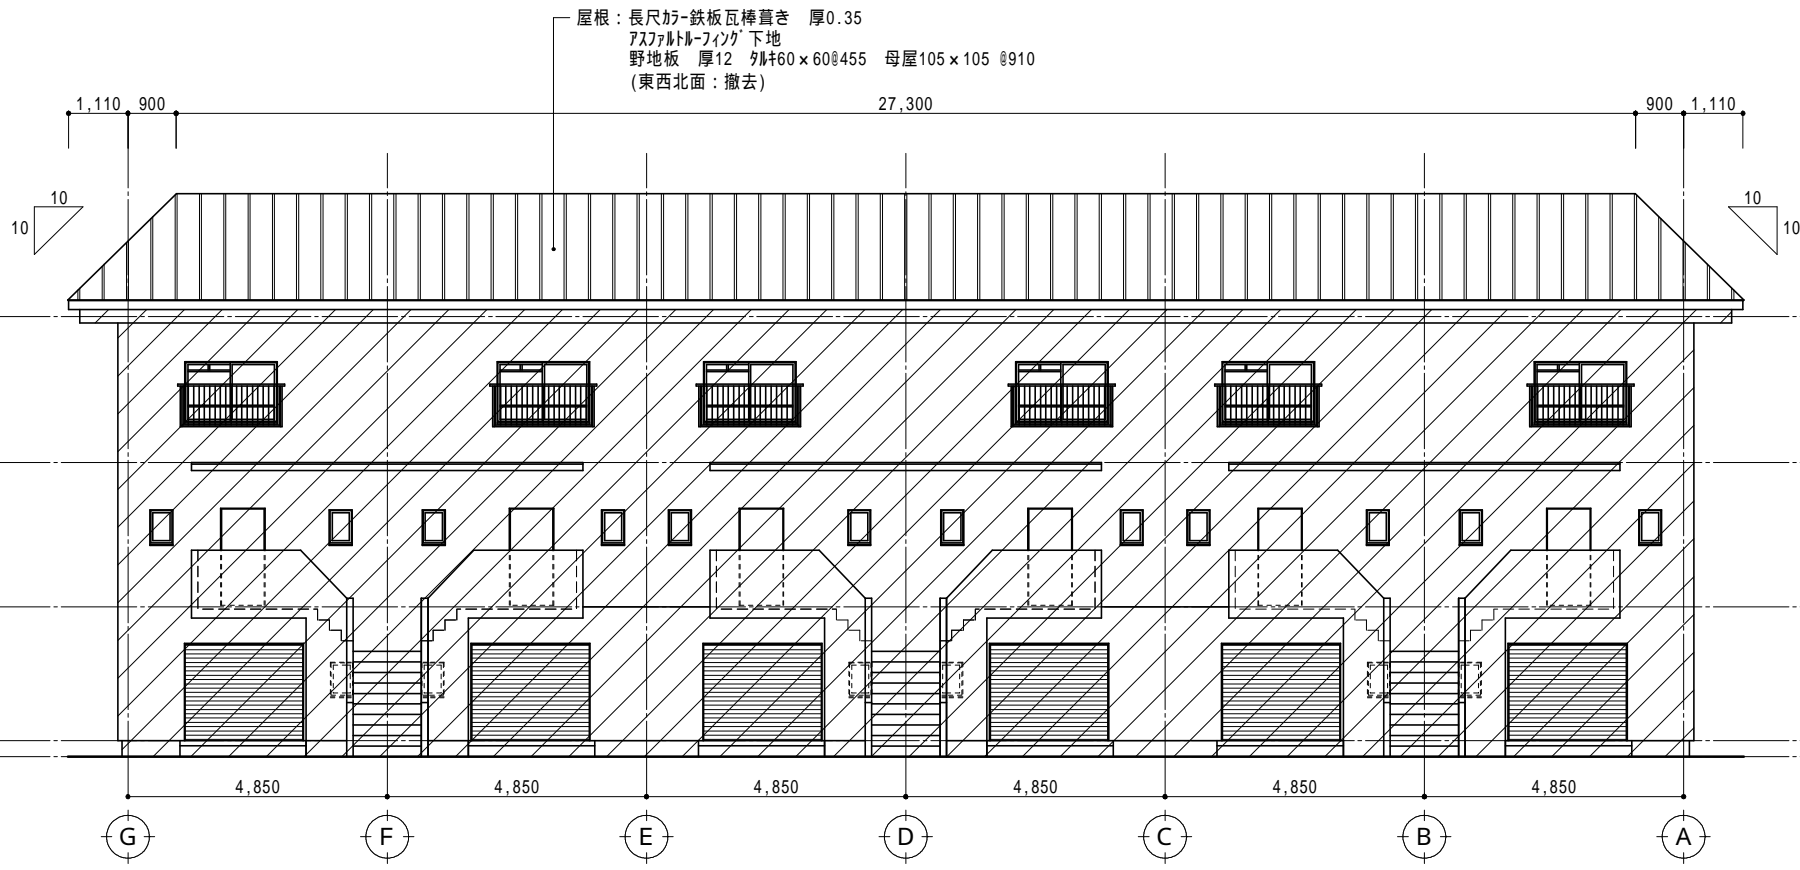 屋根：長尺ｶﾗｰ鉄板瓦棒葺き　厚0.35
ｱｽﾌｧﾙﾄﾙｰﾌｨﾝｸﾞ下地
野地板　厚12　ﾀﾙｷ60×60@455　母屋105×105 @910
(東西北面：撤去)
1,110 900 27,300 900 1,110
10 10
10 10
4,850 4,850 4,850 4,850 4,850 4,850
G F E D C B A